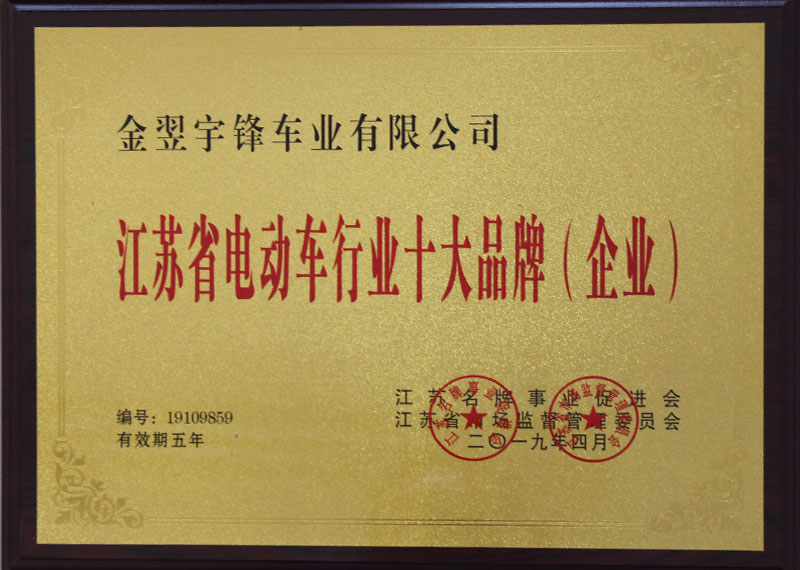 金翌宇锋车业有限公司
江苏省电动车行业十大品牌（企业）
编号：19109859
有效期五年
江苏名牌事业促进会
江苏省市场监督管理委员会
二〇一九年四月